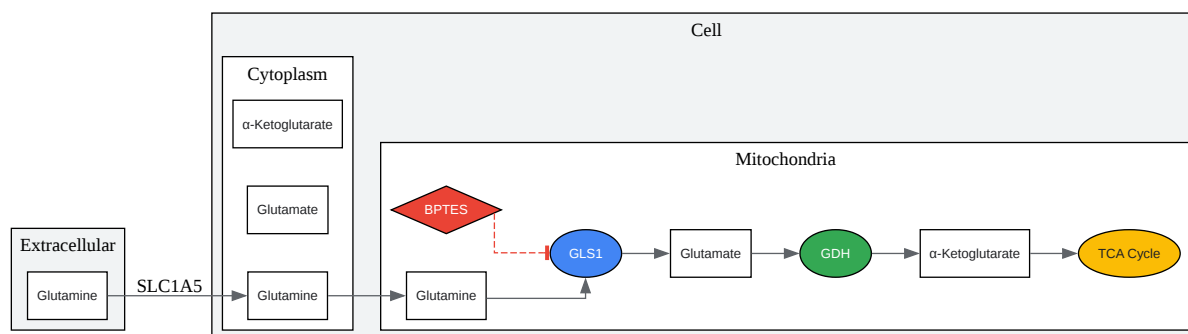 Cell
Cytoplasm
α-Ketoglutarate
Mitochondria
BPTES
Glutamate
Extracellular
GLS1
Glutamate
GDH
α-Ketoglutarate
TCA Cycle
Glutamine
SLC1A5
Glutamine
Glutamine